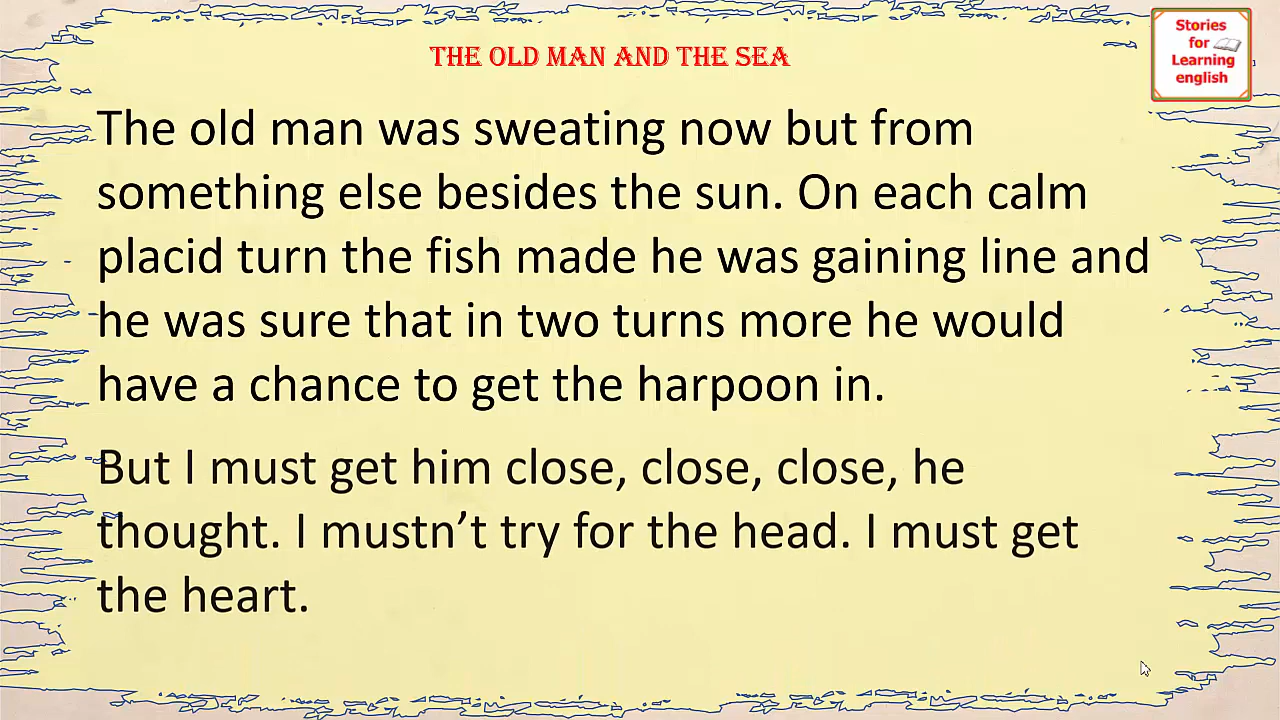 Stories
for
Learning
english
THE OLD MAN AND THE SEA
The old man was sweating now but from
something else besides the sun. On each calm
placid turn the fish made he was gaining line and
he was sure that in two turns more he would
have a chance to get the harpoon in.
But I must get him close, close, close, he
thought. I mustn’t try for the head. I must get
the heart.